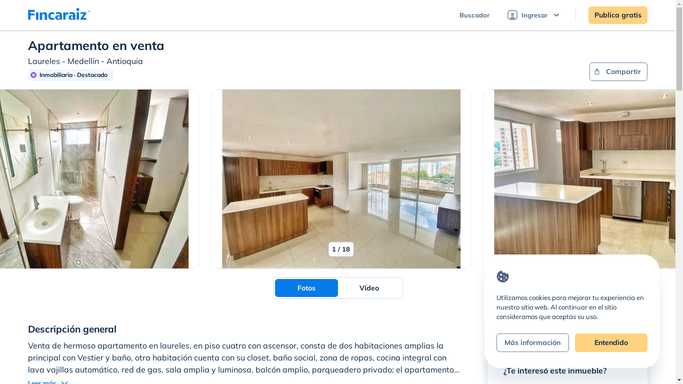 Fincaraiz
Buscador
Ingresar
Publica gratis
Apartamento en venta
Laureles - Medellín - Antioquia
Inmobiliaria · Destacado
Compartir
1 / 18
Fotos
Video
Utilizamos cookies para mejorar tu experiencia en
nuestro sitio web. Al continuar en el sitio
consideramos que aceptas su uso.
Más información
Entendido
Descripción general
Venta de hermoso apartamento en laureles, en piso cuatro con ascensor, consta de dos habitaciones amplias la
principal con Vestier y baño, otra habitación cuenta con su closet, baño social, zona de ropas, cocina integral con
lava vajillas automático, red de gas, sala amplia y luminosa, balcón amplio, parqueadero privado; el apartamento...
Leer más
¿Te interesó este inmueble?